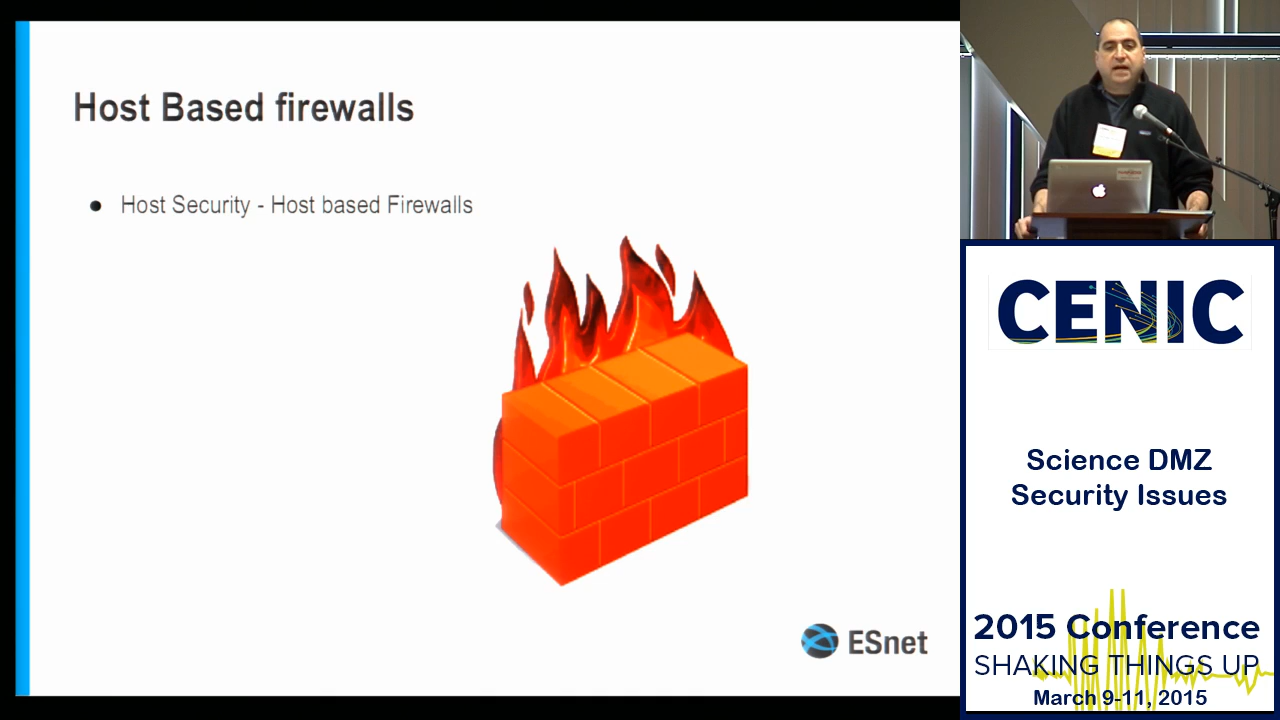 Host Based firewalls
● Host Security - Host based Firewalls
ESnet
CENIC
Science DMZ
Security Issues
2015 Conference
SHAKING THINGS UP
March 9-11, 2015